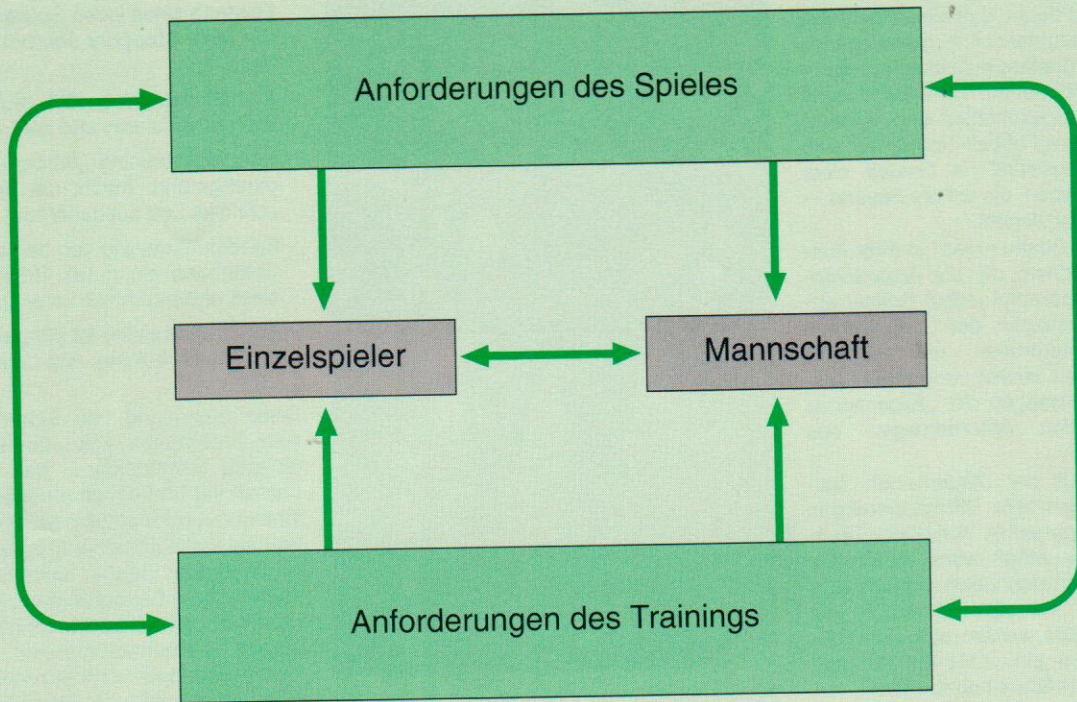 Anforderungen des Spieles
Einzelspieler
Mannschaft
Anforderungen des Trainings